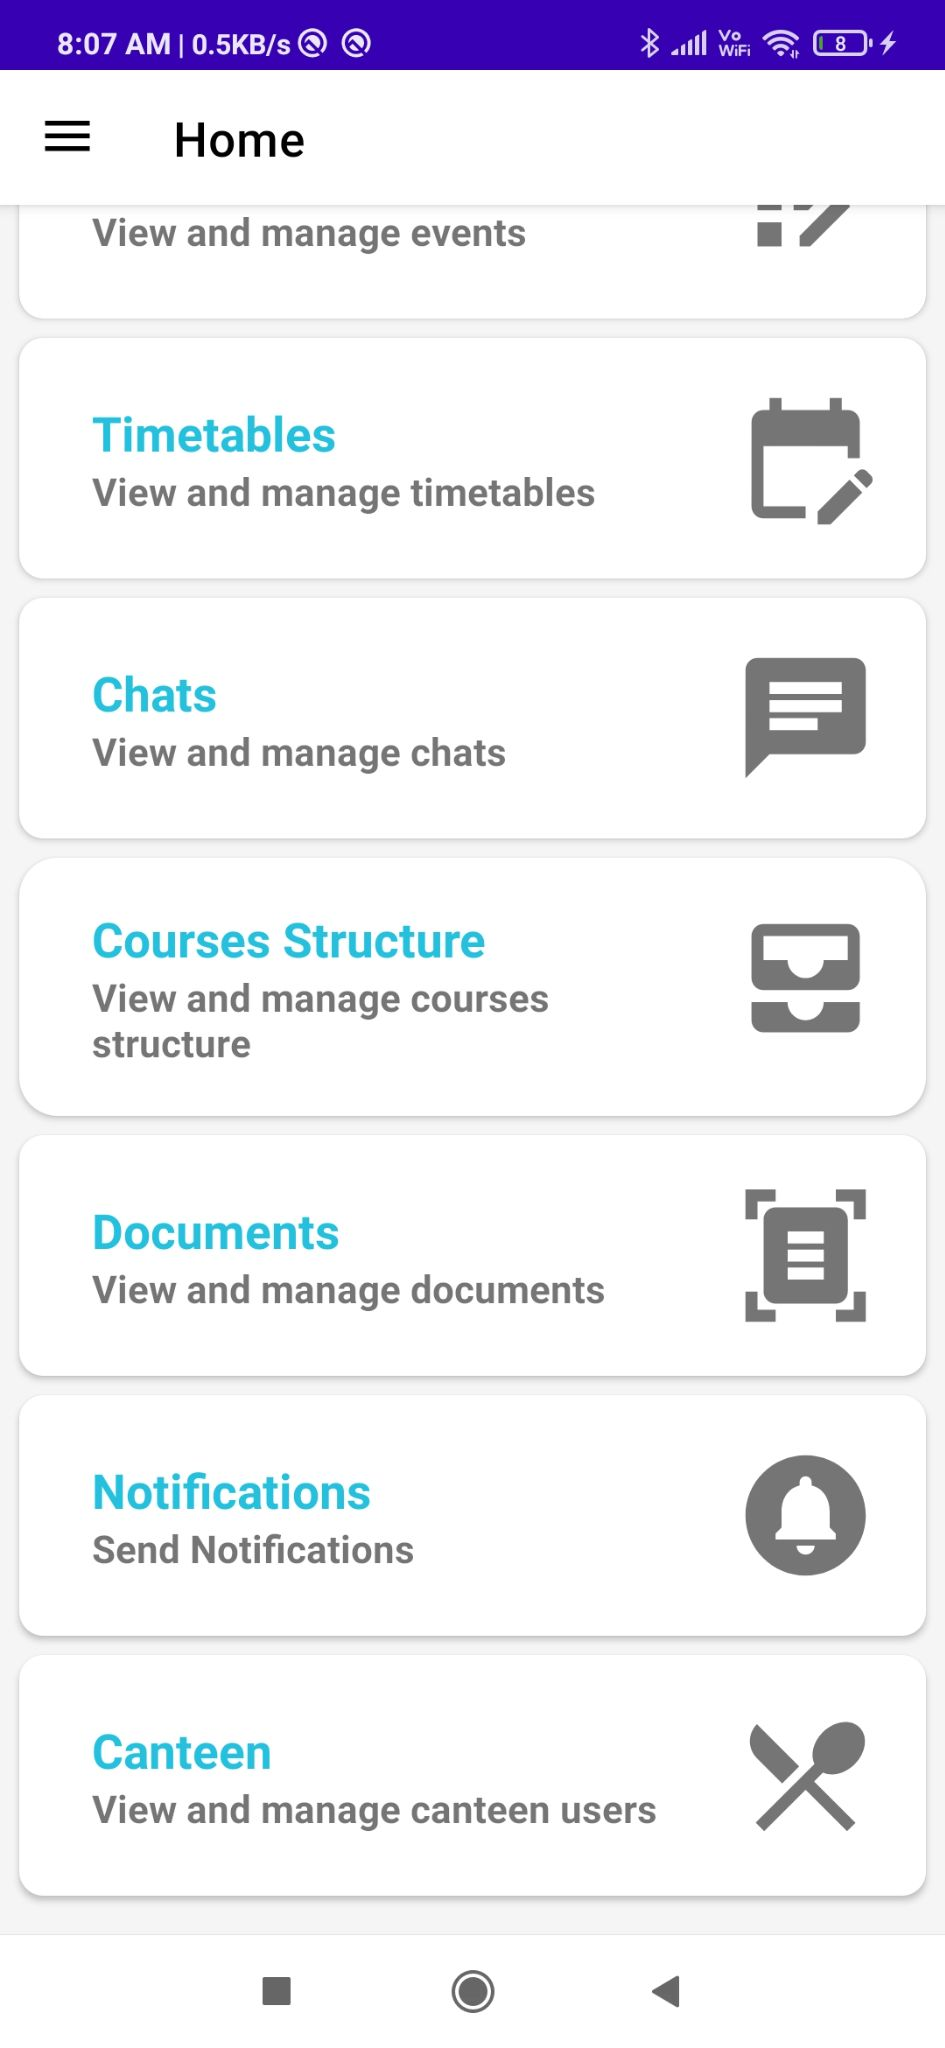 8:07 AM | 0.5KB/s
Vo
WiFi
8
Home
View and manage events
Timetables
View and manage timetables
Chats
View and manage chats
Courses Structure
View and manage courses
structure
Documents
View and manage documents
Notifications
Send Notifications
Canteen
View and manage canteen users